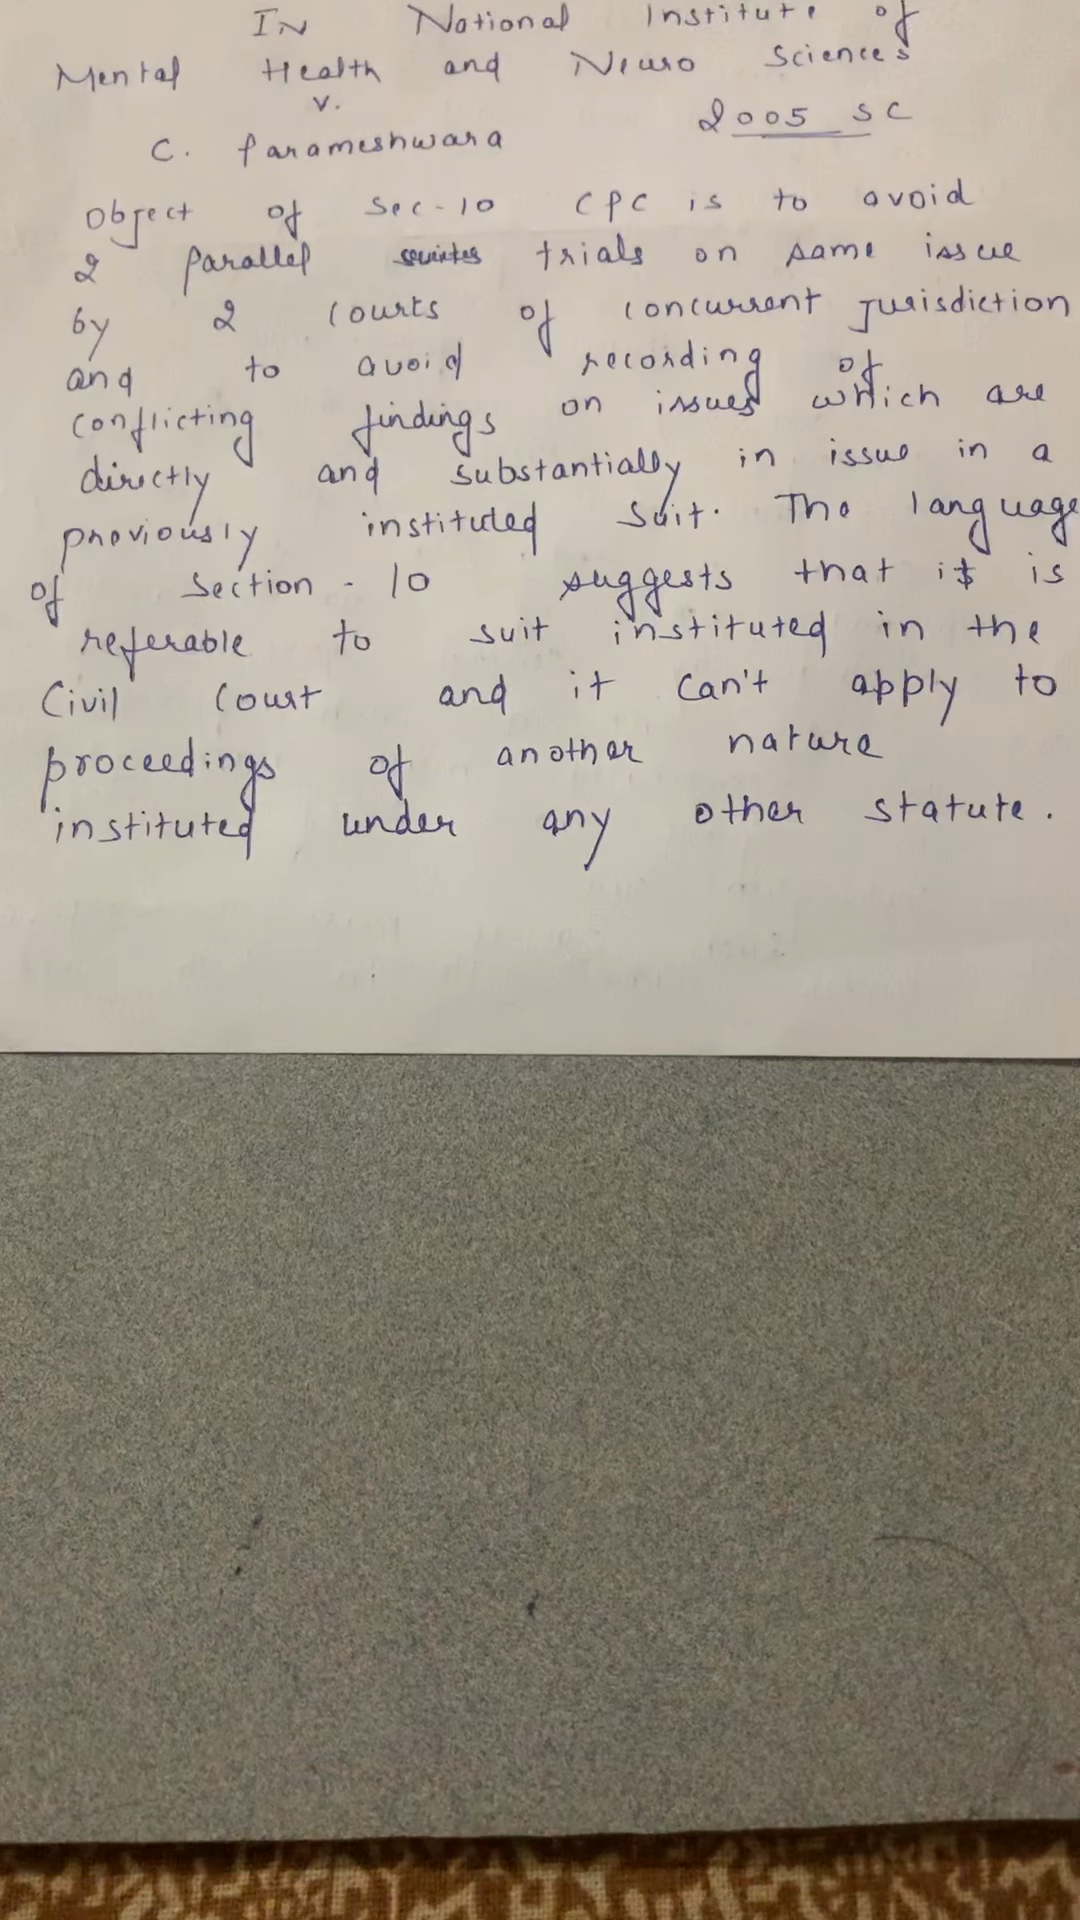 IN National Institute of
Mental Health and Neuro Sciences
v.
C. Parameshwara 2005 SC
Object of Sec-10 CPC is to avoid
2 parallel trials on same issue
by 2 courts of concurrent jurisdiction
and to avoid recording of
conflicting findings on issues which are
directly and substantially in issue in a
previously instituted suit. The language
of Section - 10 suggests that it is
referable to suit instituted in the
Civil Court and it can't apply to
proceedings of another nature
instituted under any other statute.